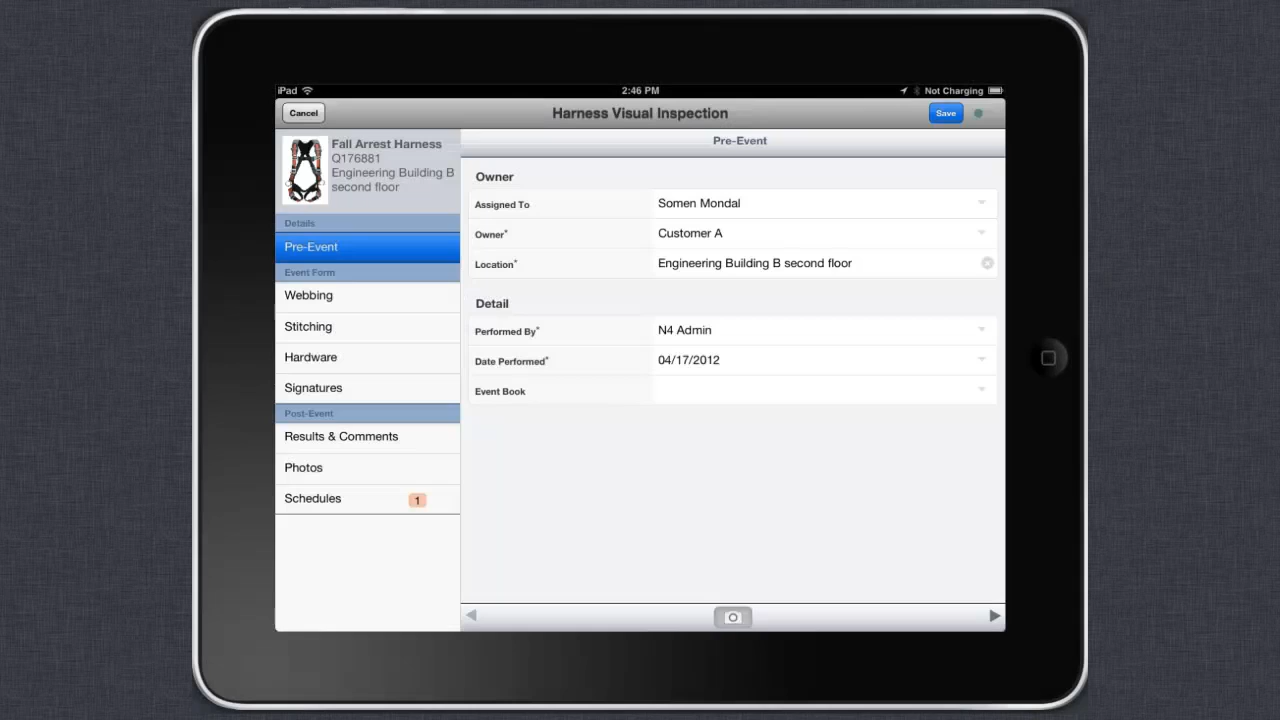 iPad
2:46 PM
Not Charging
Cancel
Harness Visual Inspection
Save
Fall Arrest Harness
Q176881
Engineering Building B
second floor
Details
Pre-Event
Event Form
Webbing
Stitching
Hardware
Signatures
Post-Event
Results & Comments
Photos
Schedules 1
Pre-Event
Owner
Assigned To Somen Mondal
Owner* Customer A
Location* Engineering Building B second floor
Detail
Performed By* N4 Admin
Date Performed* 04/17/2012
Event Book